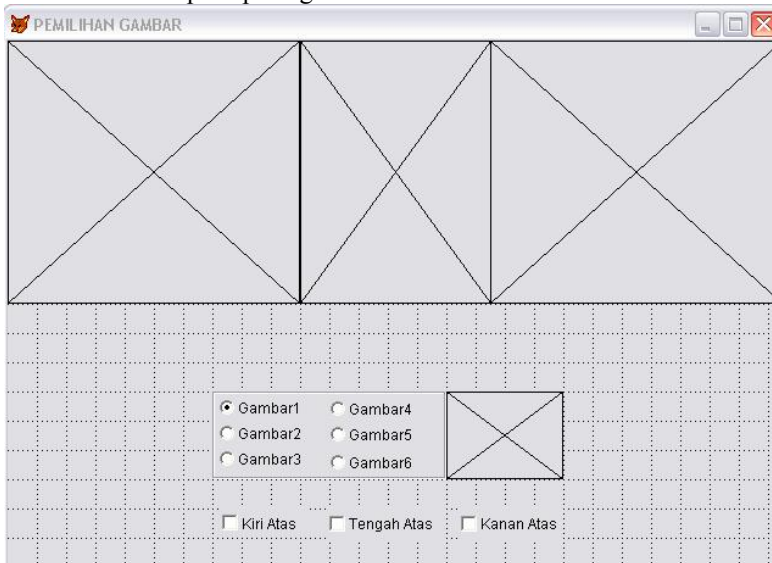 PEMILIHAN GAMBAR
Gambar1 Gambar4
Gambar2 Gambar5
Gambar3 Gambar6
Kiri Atas Tengah Atas Kanan Atas